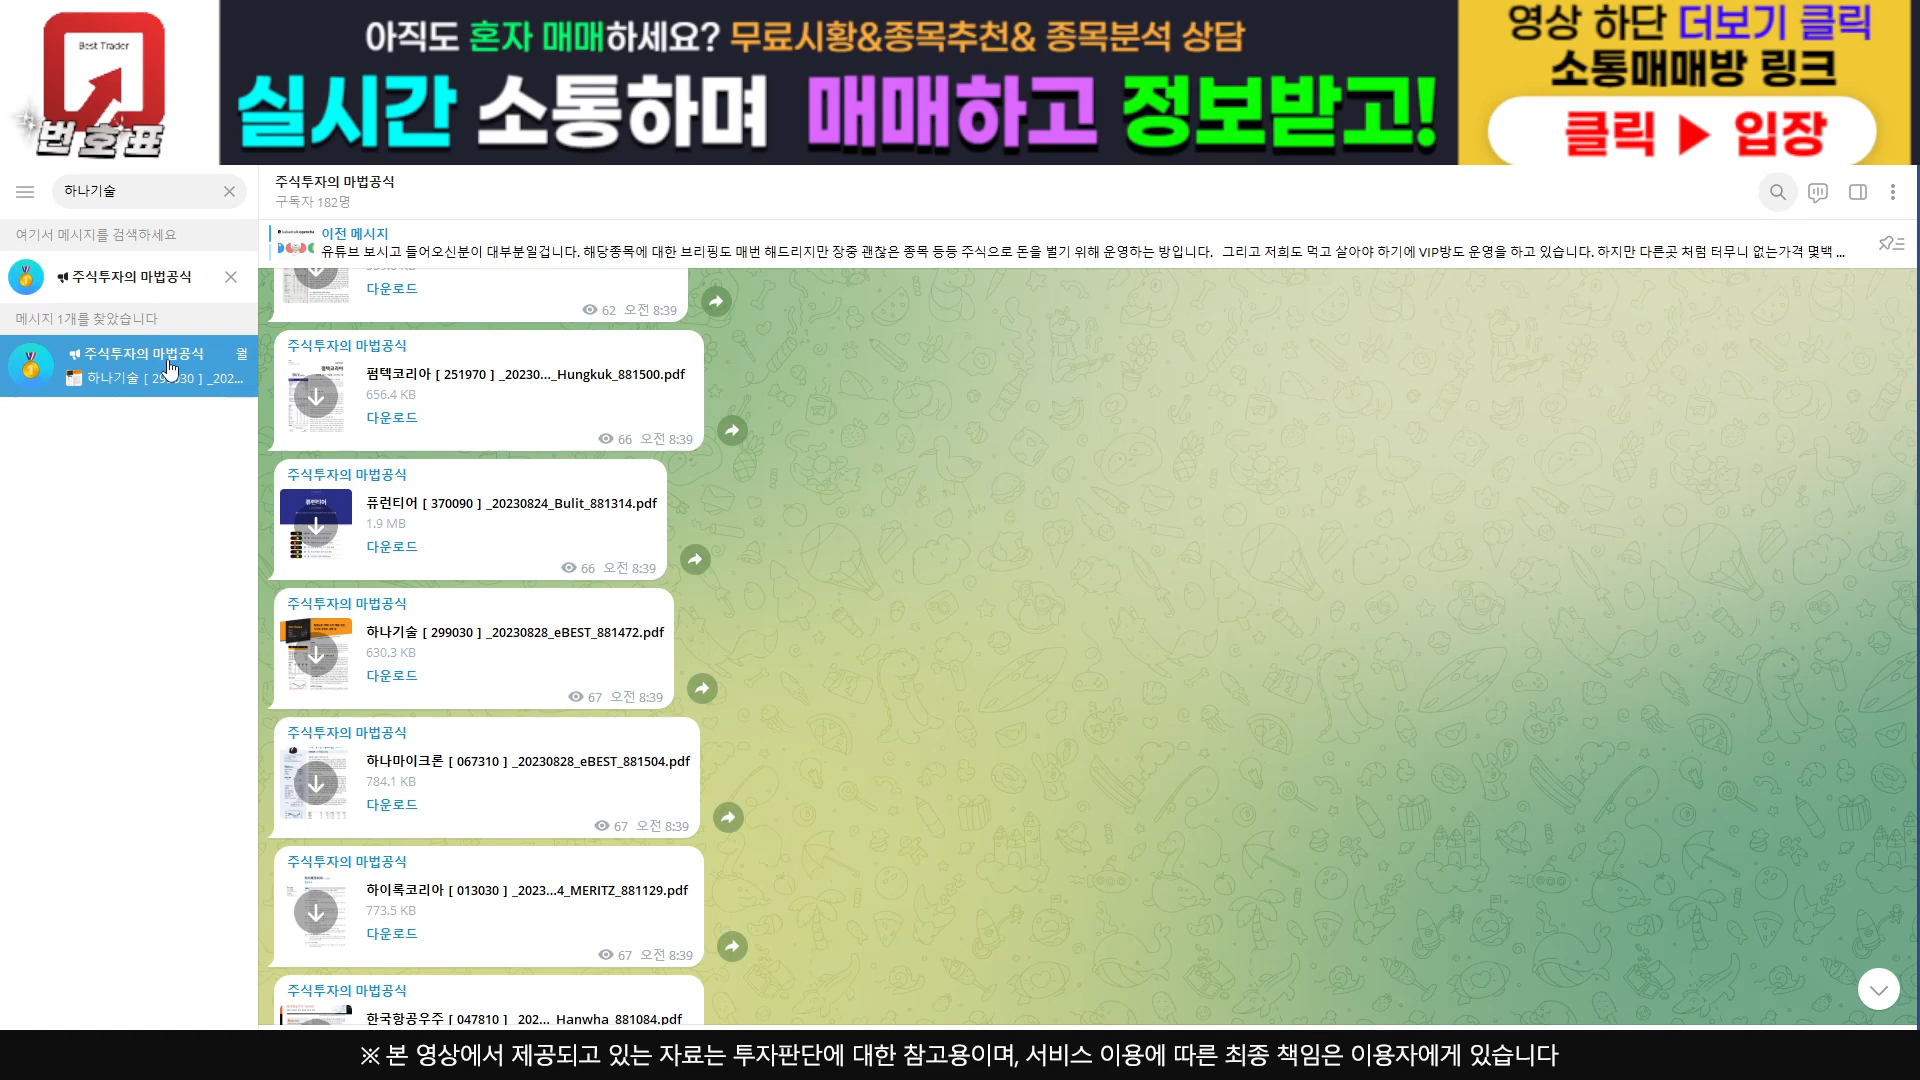 Best Trader
번호표
아직도 혼자 매매하세요? 무료시황&종목추천& 종목분석 상담
실시간 소통하며 매매하고 정보받고!
영상 하단 더보기 클릭
소통매매방 링크
클릭 ▶ 입장
하나기술
여기서 메시지를 검색하세요
주식투자의 마법공식
메시지 1개를 찾았습니다
주식투자의 마법공식 월
하나기술 [ 299030 ] _202...
주식투자의 마법공식
구독자 182명
이전 메시지
유튜브 보시고 들어오신분이 대부분일겁니다. 해당종목에 대한 브리핑도 매번 해드리지만 장중 괜찮은 종목 등등 주식으로 돈을 벌기 위해 운영하는 방입니다. 그리고 저희도 먹고 살아야 하기에 VIP방도 운영을 하고 있습니다. 하지만 다른곳 처럼 터무니 없는가격 몇백 ...
다운로드
62 오전 8:39
주식투자의 마법공식
펌텍코리아 [ 251970 ] _20230..._Hungkuk_881500.pdf
656.4 KB
다운로드
66 오전 8:39
주식투자의 마법공식
퓨런티어 [ 370090 ] _20230824_Bulit_881314.pdf
1.9 MB
다운로드
66 오전 8:39
주식투자의 마법공식
하나기술 [ 299030 ] _20230828_eBEST_881472.pdf
630.3 KB
다운로드
67 오전 8:39
주식투자의 마법공식
하나마이크론 [ 067310 ] _20230828_eBEST_881504.pdf
784.1 KB
다운로드
67 오전 8:39
주식투자의 마법공식
하이록코리아 [ 013030 ] _2023...4_MERITZ_881129.pdf
773.5 KB
다운로드
67 오전 8:39
주식투자의 마법공식
한국항공우주 [ 047810 ] _202..._Hanwha_881084.pdf
※ 본 영상에서 제공되고 있는 자료는 투자판단에 대한 참고용이며, 서비스 이용에 따른 최종 책임은 이용자에게 있습니다